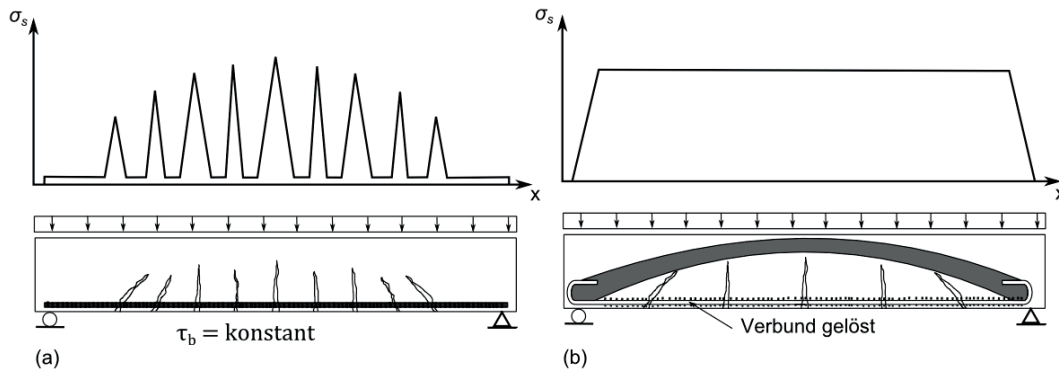 σs
x
τb = konstant
(a)
σs
x
Verbund gelöst
(b)